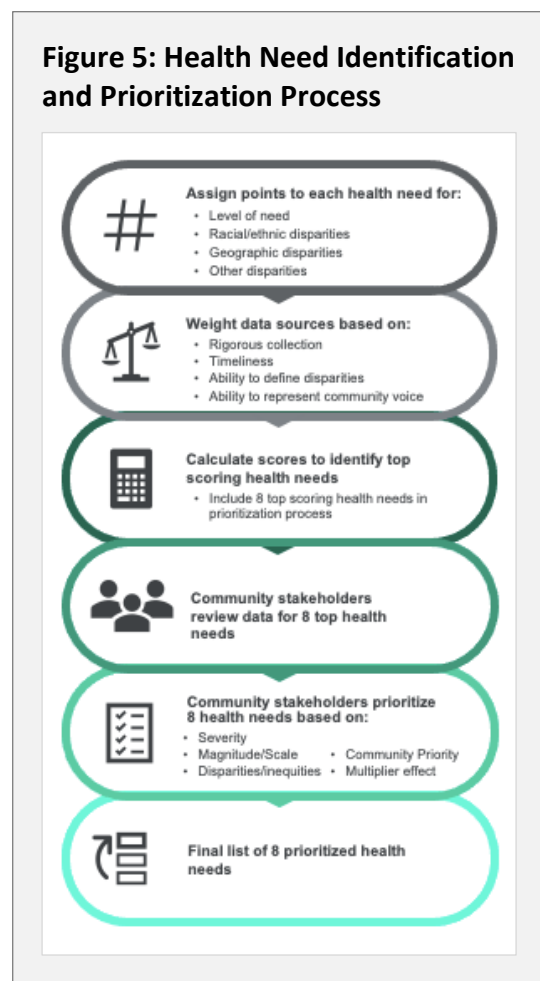 Figure 5: Health Need Identification
and Prioritization Process
Assign points to each health need for:
• Level of need
• Racial/ethnic disparities
• Geographic disparities
• Other disparities
Weight data sources based on:
• Rigorous collection
• Timeliness
• Ability to define disparities
• Ability to represent community voice
Calculate scores to identify top
scoring health needs
• Include 8 top scoring health needs in
prioritization process
Community stakeholders
review data for 8 top health
needs
Community stakeholders prioritize
8 health needs based on:
• Severity
• Magnitude/Scale • Community Priority
• Disparities/inequities • Multiplier effect
Final list of 8 prioritized health
needs